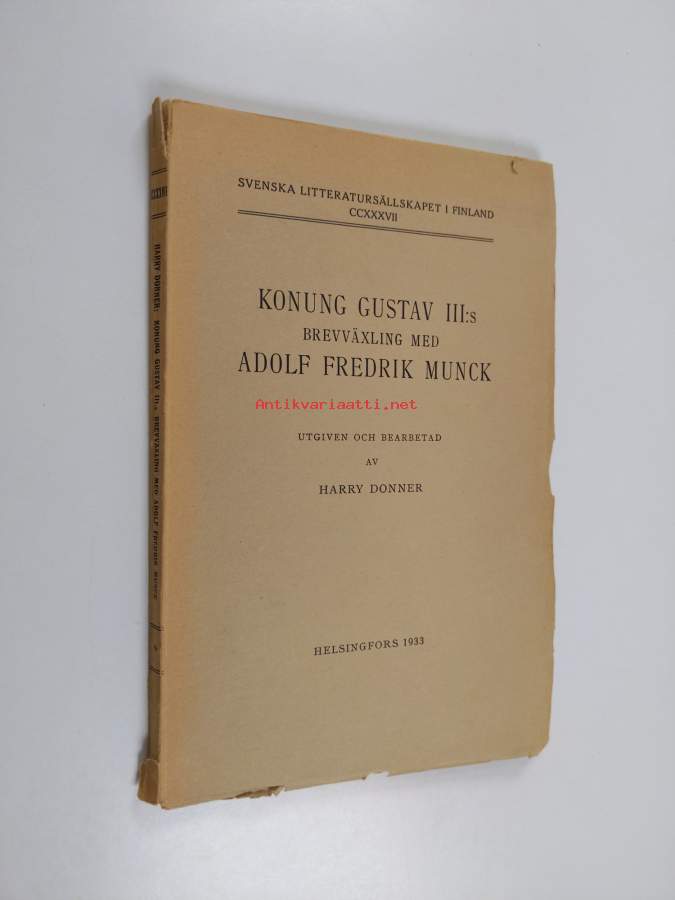 SVENSKA LITTERATURSÄLLSKAPET I FINLAND
CCXXXVII
KONUNG GUSTAV III:s
BREVVÄXLING MED
ADOLF FREDRIK MUNCK
Antikvariaatti.net
UTGIVEN OCH BEARBETAD
AV
HARRY DONNER
HELSINGFORS 1933
HARRY DONNER: KONUNG GUSTAV III:s BREVVÄXLING MED ADOLF FREDRIK MUNCK